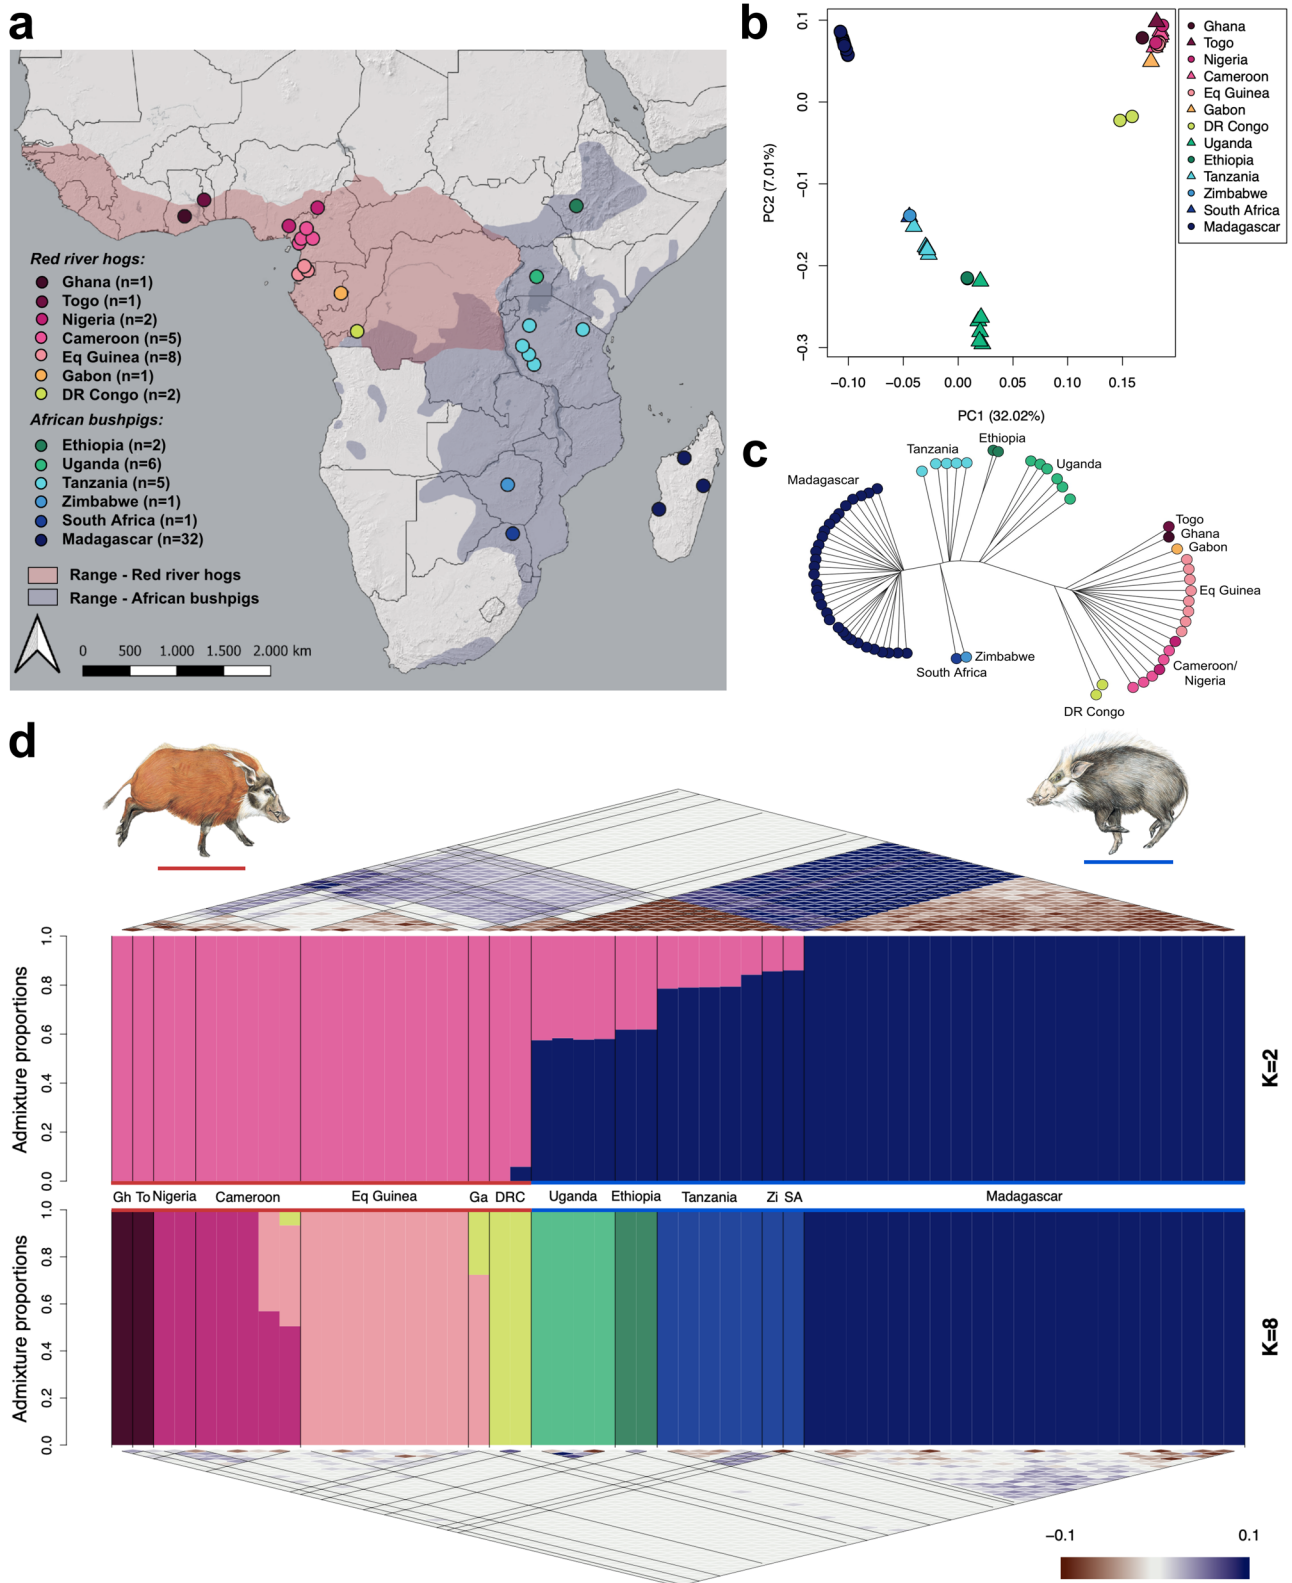 a
Red river hogs:
Ghana (n=1)
Togo (n=1)
Nigeria (n=2)
Cameroon (n=5)
Eq Guinea (n=8)
Gabon (n=1)
DR Congo (n=2)
African bushpigs:
Ethiopia (n=2)
Uganda (n=6)
Tanzania (n=5)
Zimbabwe (n=1)
South Africa (n=1)
Madagascar (n=32)
Range - Red river hogs
Range - African bushpigs
0 500 1.000 1.500 2.000 km
b
PC2 (7.01%)
0.1
0.0
−0.1
−0.2
−0.3
−0.10 −0.05 0.00 0.05 0.10 0.15
PC1 (32.02%)
Ghana
Togo
Nigeria
Cameroon
Eq Guinea
Gabon
DR Congo
Uganda
Ethiopia
Tanzania
Zimbabwe
South Africa
Madagascar
c
Madagascar
Tanzania
Ethiopia
Uganda
Togo
Ghana
Gabon
Eq Guinea
Cameroon/
Nigeria
DR Congo
Zimbabwe
South Africa
d
Admixture proportions
1.0
0.8
0.6
0.4
0.2
0.0
K=2
Gh To Nigeria Cameroon Eq Guinea Ga DRC Uganda Ethiopia Tanzania Zi SA Madagascar
Admixture proportions
1.0
0.8
0.6
0.4
0.2
0.0
K=8
−0.1 0.1